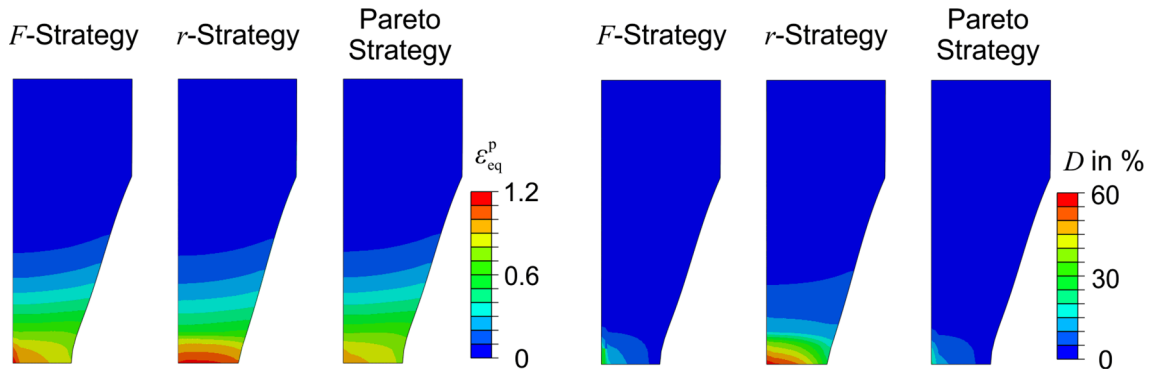 F-Strategy
r-Strategy
Pareto
Strategy
F-Strategy
r-Strategy
Pareto
Strategy
ε p eq
1.2
0.6
0
D in %
60
30
0